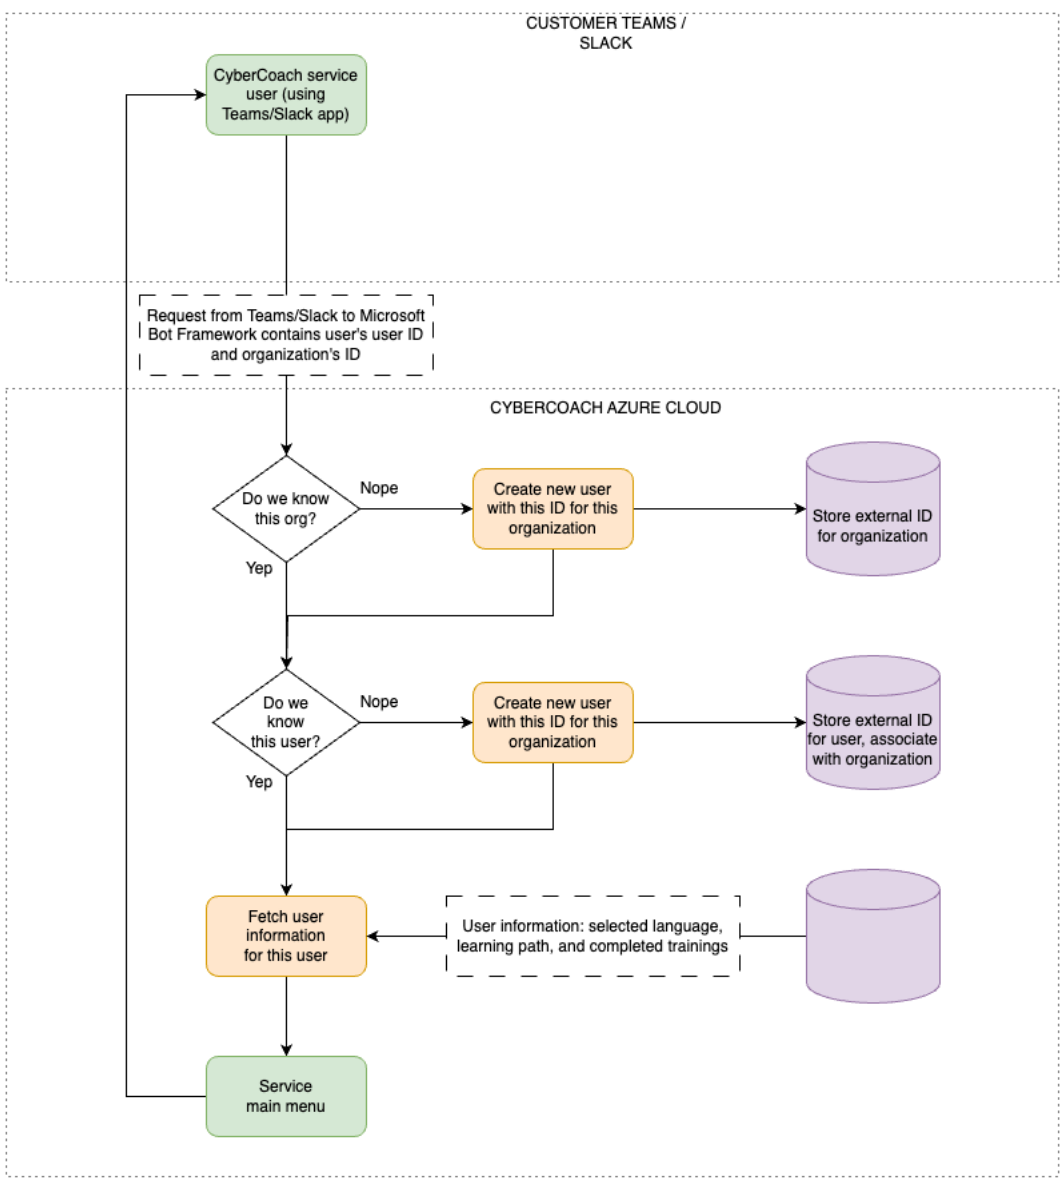 CUSTOMER TEAMS /
SLACK
CyberCoach service
user (using
Teams/Slack app)
Request from Teams/Slack to Microsoft
Bot Framework contains user's user ID
and organization's ID
CYBERCOACH AZURE CLOUD
Do we know
this org?
Nope
Create new user
with this ID for this
organization
Store external ID
for organization
Yep
Do we
know
this user?
Nope
Create new user
with this ID for this
organization
Store external ID
for user, associate
with organization
Yep
Fetch user
information
for this user
User information: selected language,
learning path, and completed trainings
Service
main menu